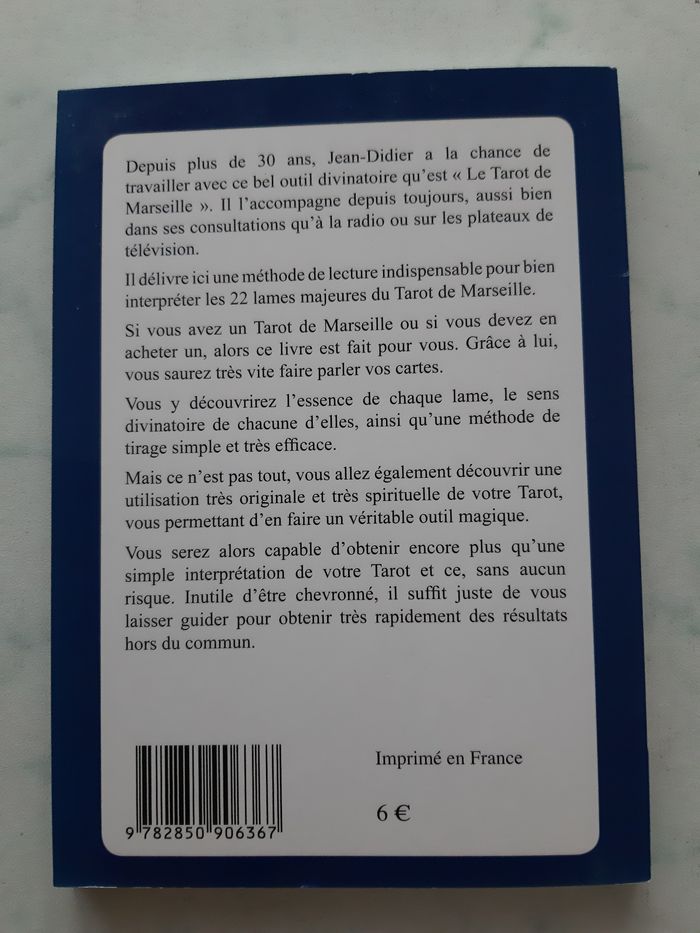 Depuis plus de 30 ans, Jean-Didier a la chance de
travailler avec ce bel outil divinatoire qu'est « Le Tarot de
Marseille ». Il l'accompagne depuis toujours, aussi bien
dans ses consultations qu'à la radio ou sur les plateaux de
télévision.
Il délivre ici une méthode de lecture indispensable pour bien
interpréter les 22 lames majeures du Tarot de Marseille.
Si vous avez un Tarot de Marseille ou si vous devez en
acheter un, alors ce livre est fait pour vous. Grâce à lui,
vous saurez très vite faire parler vos cartes.
Vous y découvrirez l'essence de chaque lame, le sens
divinatoire de chacune d'elles, ainsi qu'une méthode de
tirage simple et très efficace.
Mais ce n'est pas tout, vous allez également découvrir une
utilisation très originale et très spirituelle de votre Tarot,
vous permettant d'en faire un véritable outil magique.
Vous serez alors capable d'obtenir encore plus qu'une
simple interprétation de votre Tarot et ce, sans aucun
risque. Inutile d'être chevronné, il suffit juste de vous
laisser guider pour obtenir très rapidement des résultats
hors du commun.
Imprimé en France
6 €
9 782850 906367